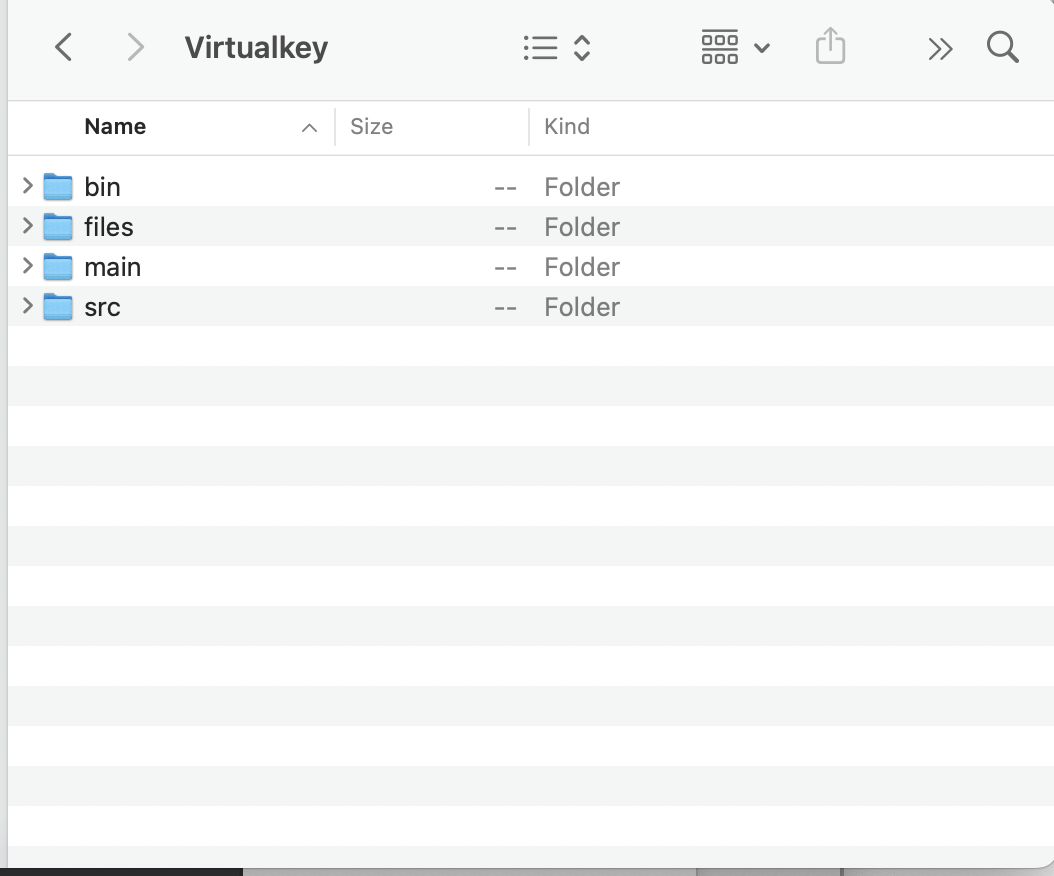 Virtualkey
Name Size Kind
bin -- Folder
files -- Folder
main -- Folder
src -- Folder